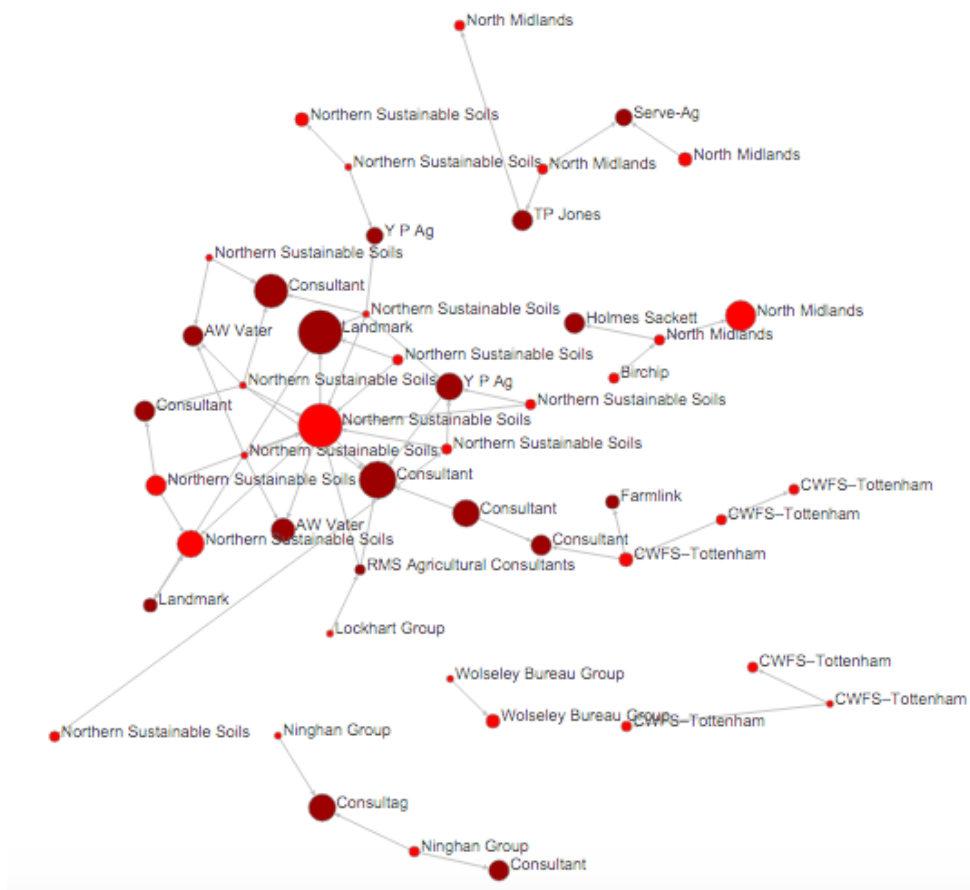 North Midlands
Northern Sustainable Soils
Serve-Ag
North Midlands
Northern Sustainable Soils
North Midlands
TP Jones
Y P Ag
Northern Sustainable Soils
Consultant
Northern Sustainable Soils
North Midlands
Holmes Sackett
Landmark
AW Vater
North Midlands
Northern Sustainable Soils
Birchip
Northern Sustainable Soils
Y P Ag
Northern Sustainable Soils
Consultant
Northern Sustainable Soils
Northern Sustainable Soils
Northern Sustainable Soils
Consultant
Northern Sustainable Soils
CWFS–Tottenham
Farmlink
Consultant
CWFS–Tottenham
AW Vater
Northern Sustainable Soils
Consultant
CWFS–Tottenham
RMS Agricultural Consultants
Landmark
Lockhart Group
CWFS–Tottenham
Wolseley Bureau Group
CWFS–Tottenham
Wolseley Bureau Group
CWFS–Tottenham
Northern Sustainable Soils
Ninghan Group
Consultag
Ninghan Group
Consultant